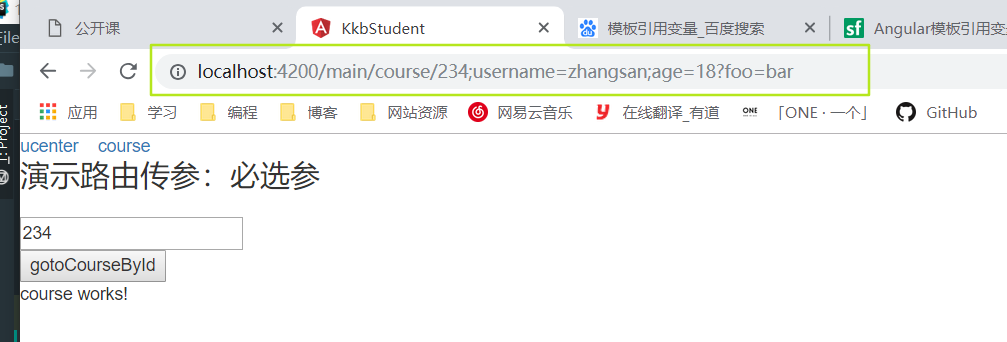 公开课
KkbStudent
模板引用变量_百度搜索
sf Angular模板引用变
File
localhost:4200/main/course/234;username=zhangsan;age=18?foo=bar
应用 学习 编程 博客 网站资源 网易云音乐 y 在线翻译_有道 ONE 「ONE · 一个」 GitHub
1: Project
ucenter course
演示路由传参：必选参
234
gotoCourseById
course works!